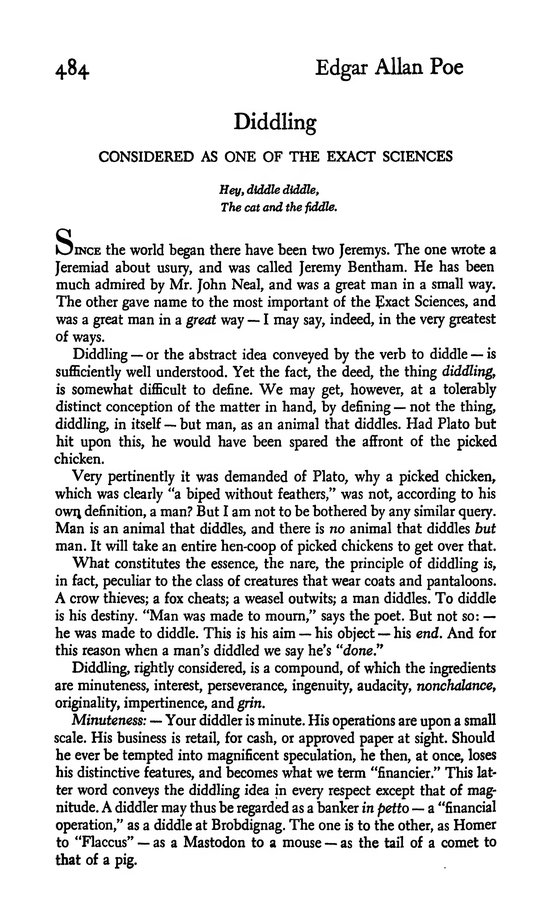 484 Edgar Allan Poe
Diddling
CONSIDERED AS ONE OF THE EXACT SCIENCES
Hey, diddle diddle,
The cat and the fiddle.
SINCE the world began there have been two Jeremys. The one wrote a
Jeremiad about usury, and was called Jeremy Bentham. He has been
much admired by Mr. John Neal, and was a great man in a small way.
The other gave name to the most important of the Exact Sciences, and
was a great man in a great way — I may say, indeed, in the very greatest
of ways.
Diddling — or the abstract idea conveyed by the verb to diddle — is
sufficiently well understood. Yet the fact, the deed, the thing diddling,
is somewhat difficult to define. We may get, however, at a tolerably
distinct conception of the matter in hand, by defining — not the thing,
diddling, in itself — but man, as an animal that diddles. Had Plato but
hit upon this, he would have been spared the affront of the picked
chicken.
Very pertinently it was demanded of Plato, why a picked chicken,
which was clearly "a biped without feathers," was not, according to his
own definition, a man? But I am not to be bothered by any similar query.
Man is an animal that diddles, and there is no animal that diddles but
man. It will take an entire hen-coop of picked chickens to get over that.
What constitutes the essence, the nare, the principle of diddling is,
in fact, peculiar to the class of creatures that wear coats and pantaloons.
A crow thieves; a fox cheats; a weasel outwits; a man diddles. To diddle
is his destiny. "Man was made to mourn," says the poet. But not so: —
he was made to diddle. This is his aim — his object — his end. And for
this reason when a man's diddled we say he's "done."
Diddling, rightly considered, is a compound, of which the ingredients
are minuteness, interest, perseverance, ingenuity, audacity, nonchalance,
originality, impertinence, and grin.
Minuteness: — Your diddler is minute. His operations are upon a small
scale. His business is retail, for cash, or approved paper at sight. Should
he ever be tempted into magnificent speculation, he then, at once, loses
his distinctive features, and becomes what we term "financier." This lat-
ter word conveys the diddling idea in every respect except that of mag-
nitude. A diddler may thus be regarded as a banker in petto — a "financial
operation," as a diddle at Brobdignag. The one is to the other, as Homer
to "Flaccus" — as a Mastodon to a mouse — as the tail of a comet to
that of a pig.